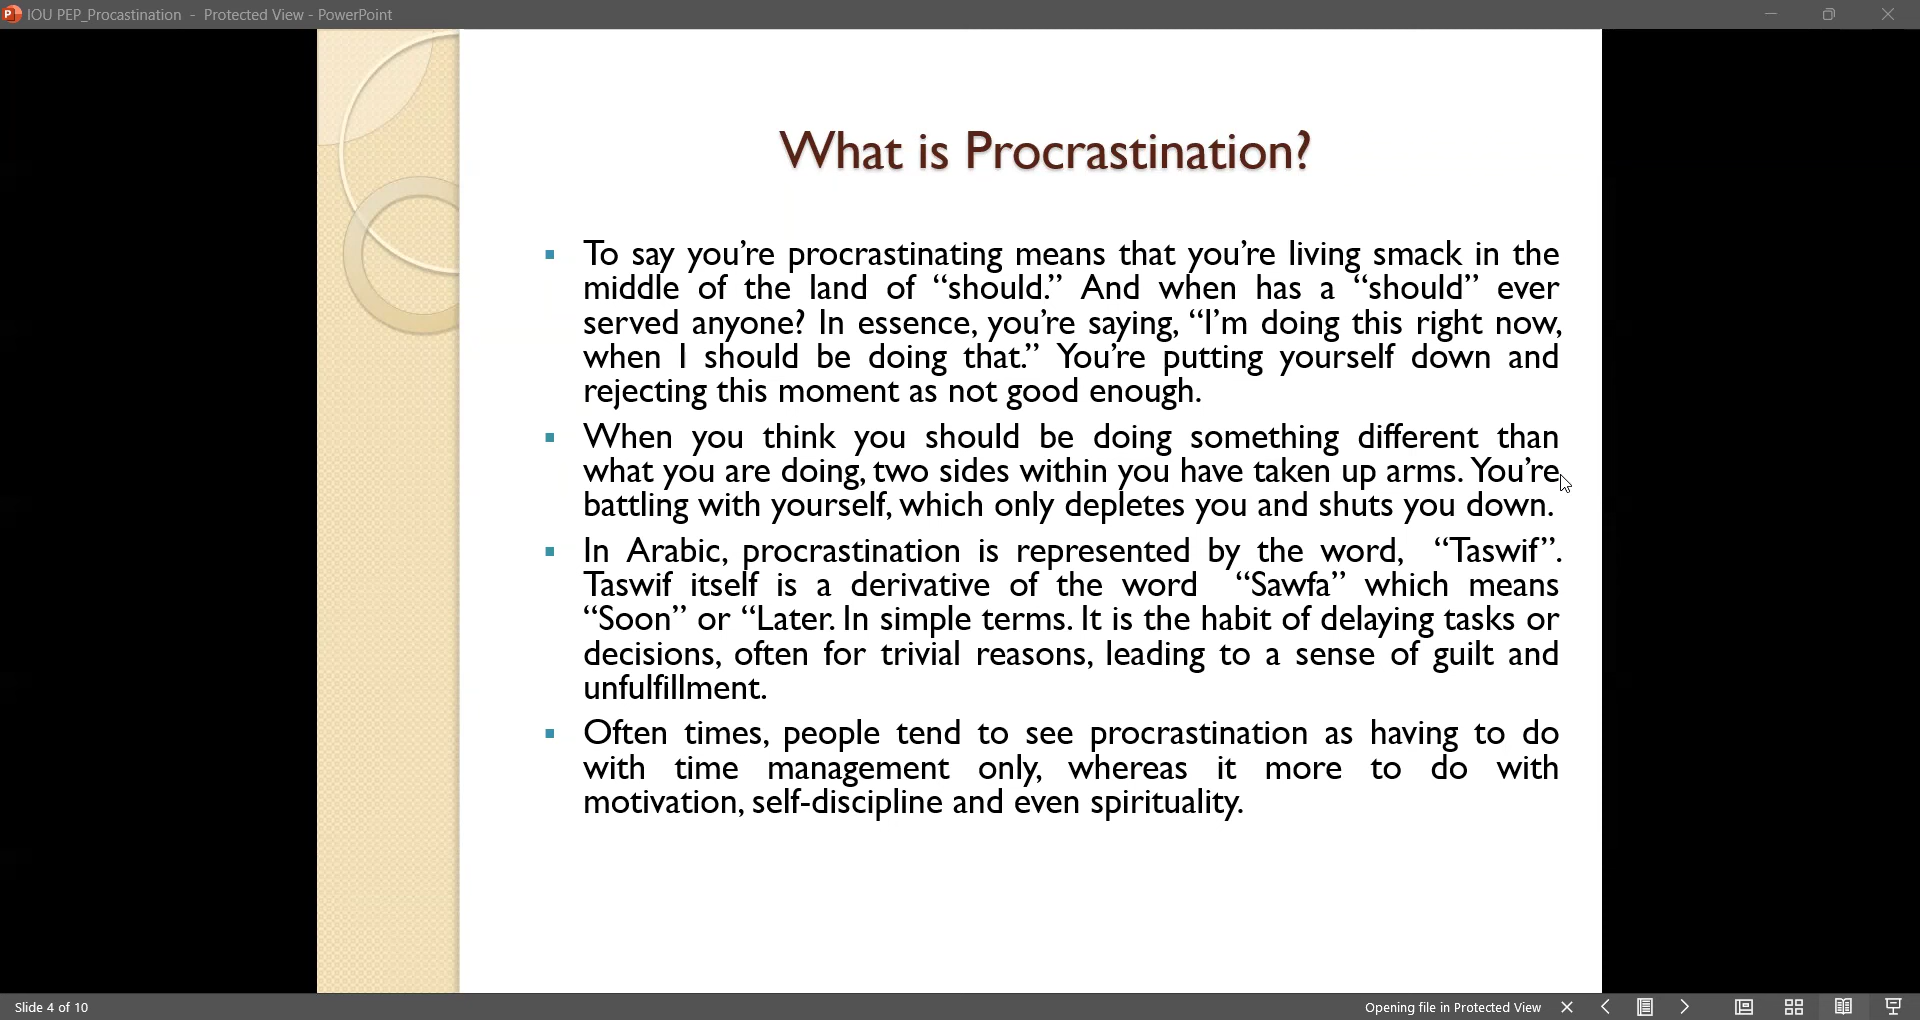 IOU PEP_Procastination - Protected View - PowerPoint
What is Procrastination?
▪ To say you’re procrastinating means that you’re living smack in the
middle of the land of “should.” And when has a “should” ever
served anyone? In essence, you’re saying, “I’m doing this right now,
when I should be doing that.” You’re putting yourself down and
rejecting this moment as not good enough.
▪ When you think you should be doing something different than
what you are doing, two sides within you have taken up arms. You’re
battling with yourself, which only depletes you and shuts you down.
▪ In Arabic, procrastination is represented by the word, “Taswif”.
Taswif itself is a derivative of the word “Sawfa” which means
“Soon” or “Later. In simple terms. It is the habit of delaying tasks or
decisions, often for trivial reasons, leading to a sense of guilt and
unfulfillment.
▪ Often times, people tend to see procrastination as having to do
with time management only, whereas it more to do with
motivation, self-discipline and even spirituality.
Slide 4 of 10
Opening file in Protected View